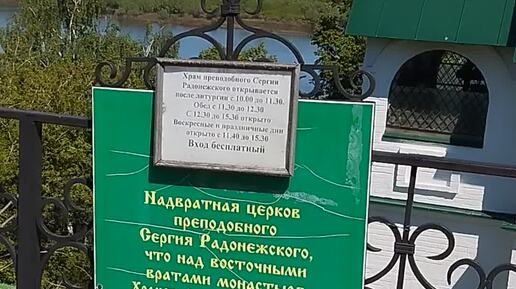 Храм преподобного Сергия
Радонежского открывается
после литургии с 10.00 до 11.30.
Обед с 11.30 до 12.30
С 12.30 до 15.30 открыто
Воскресные и праздничные дни
открыто с 11.40 до 15.30
Вход бесплатный
Надвратная церков
преподобного
Сергия Радонежского,
что над восточными
вратами монастыр